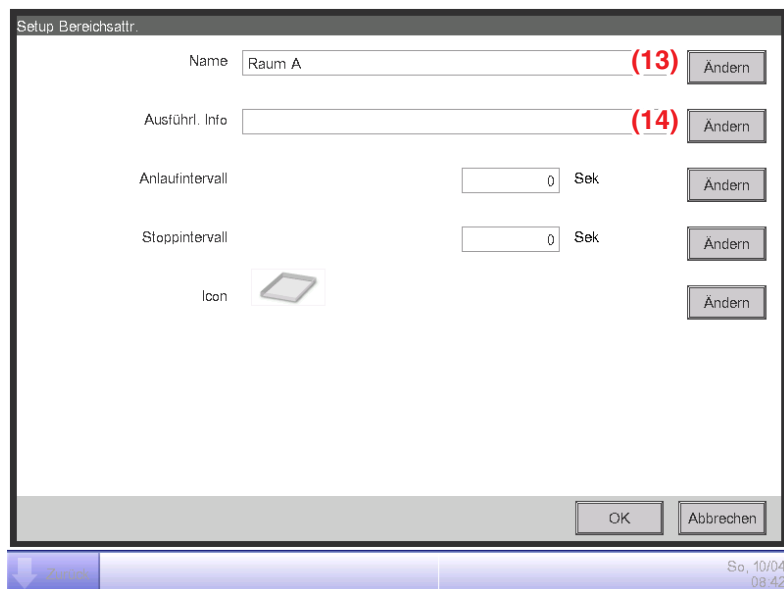 Setup Bereichsattr.
Name Raum A (13) Ändern
Ausführl. Info (14) Ändern
Anlaufintervall 0 Sek Ändern
Stoppintervall 0 Sek Ändern
Icon Ändern
OK Abbrechen
So, 10/04
08:42